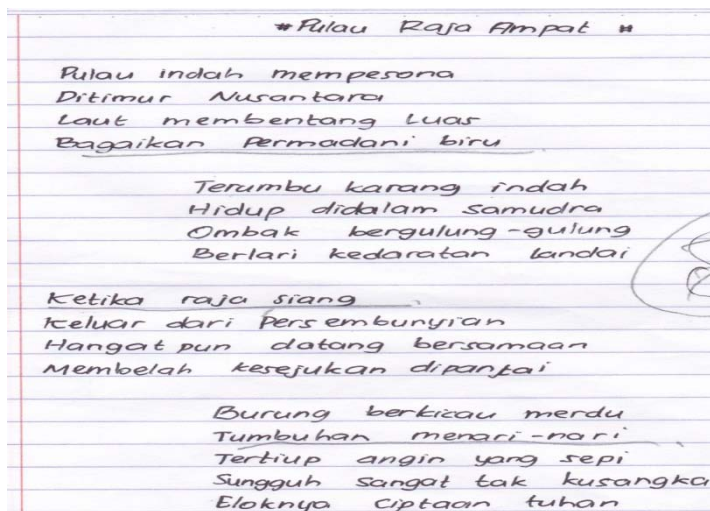 # Pulau Raja Ampat #
Pulau indah mempesona
Ditimur Nusantara
Laut membentang Luas
Bagaikan Permadani biru
Terumbu karang indah
Hidup didalam samudra
Ombak bergulung-gulung
Berlari kedaratan landai
Ketika raja siang
Keluar dari Persembunyian
Hangat pun datang bersamaan
Membelah kesejukan dipantai
Burung berkicau merdu
Tumbuhan menari-nari
Tertiup angin yang sepi
Sungguh sangat tak kusangka
Eloknya Ciptaan tuhan